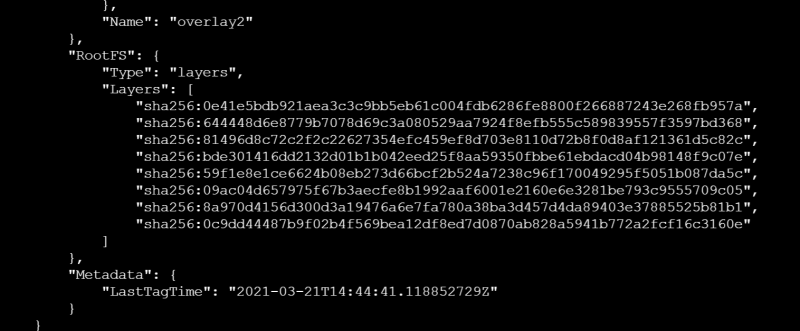 },
"Name": "overlay2"
},
"RootFS": {
"Type": "layers",
"Layers": [
"sha256:0e41e5bdb921aea3c3c9bb5eb61c004fdb6286fe8800f266887243e268fb957a",
"sha256:644448d6e8779b7078d69c3a080529aa7924f8efb555c589839557f3597bd368",
"sha256:81496d8c72c2f2c22627354efc459ef8d703e8110d72b8f0d8af121361d5c82c",
"sha256:bde301416dd2132d01b1b042eed25f8aa59350fbbe61ebdacd04b98148f9c07e",
"sha256:59f1e8e1ce6624b08eb273d66bcf2b524a7238c96f170049295f5051b087da5c",
"sha256:09ac04d657975f67b3aecfe8b1992aaf6001e2160e6e3281be793c9555709c05",
"sha256:8a970d4156d300d3a19476a6e7fa780a38ba3d457d4da89403e37885525b81b1",
"sha256:0c9dd44487b9f02b4f569bea12df8ed7d0870ab828a5941b772a2fcf16c3160e"
]
},
"Metadata": {
"LastTagTime": "2021-03-21T14:44:41.118852729Z"
}
}